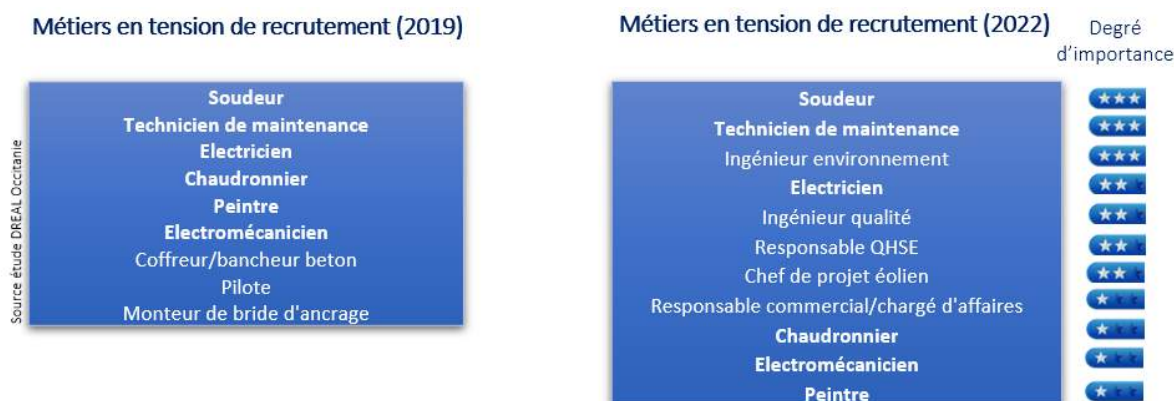 Métiers en tension de recrutement (2019)
Source étude DREAL Occitanie
Soudeur
Technicien de maintenance
Electricien
Chaudronnier
Peintre
Electromécanicien
Coffreur/bancheur beton
Pilote
Monteur de bride d'ancrage
Métiers en tension de recrutement (2022)
Degré
d'importance
Soudeur
Technicien de maintenance
Ingénieur environnement
Electricien
Ingénieur qualité
Responsable QHSE
Chef de projet éolien
Responsable commercial/chargé d'affaires
Chaudronnier
Electromécanicien
Peintre